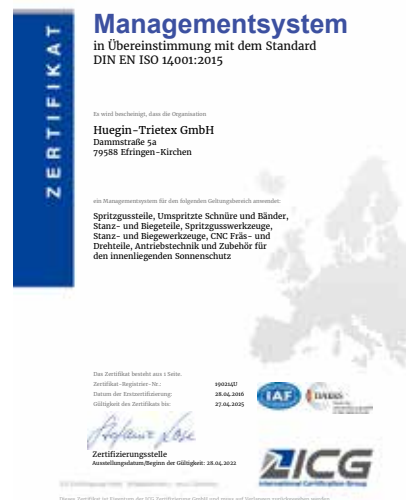 ZERTIFIKAT
Managementsystem
in Übereinstimmung mit dem Standard
DIN EN ISO 14001:2015
Es wird bescheinigt, dass die Organisation
Huegin-Trietex GmbH
Dammstraße 5a
79588 Efringen-Kirchen
ein Managementsystem für den folgenden Geltungsbereich anwendet:
Spritzgussteile, Umspritzte Schnüre und Bänder,
Stanz- und Biegeteile, Spritzgusswerkzeuge,
Stanz- und Biegewerkzeuge, CNC Fräs- und
Drehteile, Antriebstechnik und Zubehör für
den innenliegenden Sonnenschutz
Das Zertifikat besteht aus 1 Seite.
Zertifikat-Registrier-Nr.: 190214U
Datum der Erstzertifizierung: 28.04.2016
Gültigkeit des Zertifikats bis: 27.04.2025
IAF
DAkkS
Zertifizierungsstelle
Ausstellungsdatum/Beginn der Gültigkeit: 28.04.2022
ICG
International Certification Group